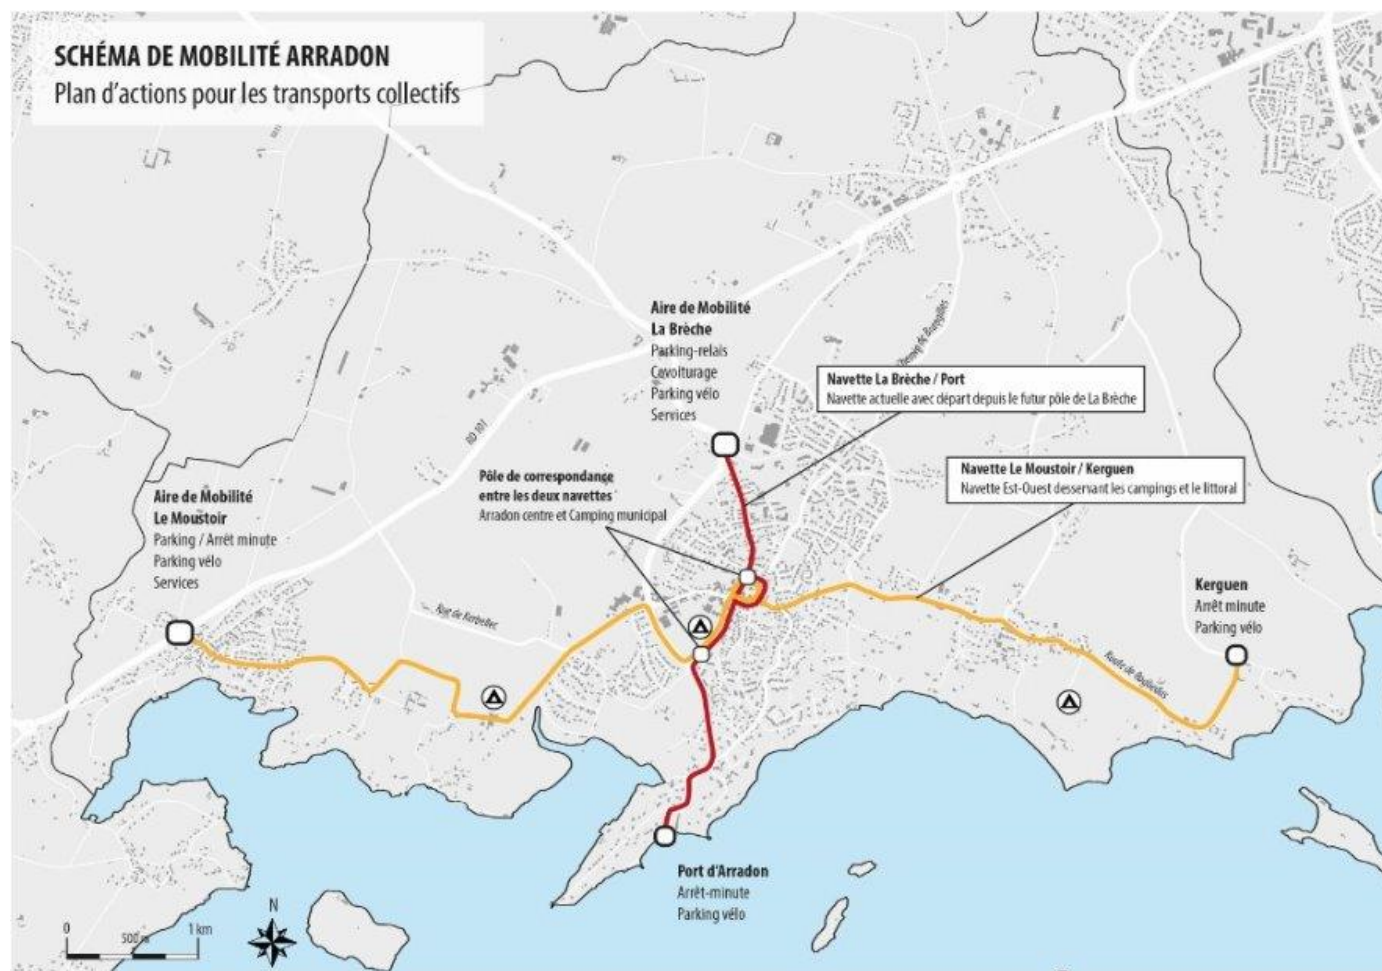 SCHÉMA DE MOBILITÉ ARRADON
Plan d'actions pour les transports collectifs
Aire de Mobilité
La Brèche
Parking-relais
Covoiturage
Parking vélo
Services
Navette La Brèche / Port
Navette actuelle avec départ depuis le futur pôle de La Brèche
RD 101
Pôle de correspondance
entre les deux navettes
Arradon centre et Camping municipal
Navette Le Moustoir / Kerguen
Navette Est-Ouest desservant les campings et le littoral
Aire de Mobilité
Le Moustoir
Parking / Arrêt minute
Parking vélo
Services
Kerguen
Arrêt minute
Parking vélo
Rue de
Route de
Port d'Arradon
Arrêt-minute
Parking vélo
N
0
500 m
1 km